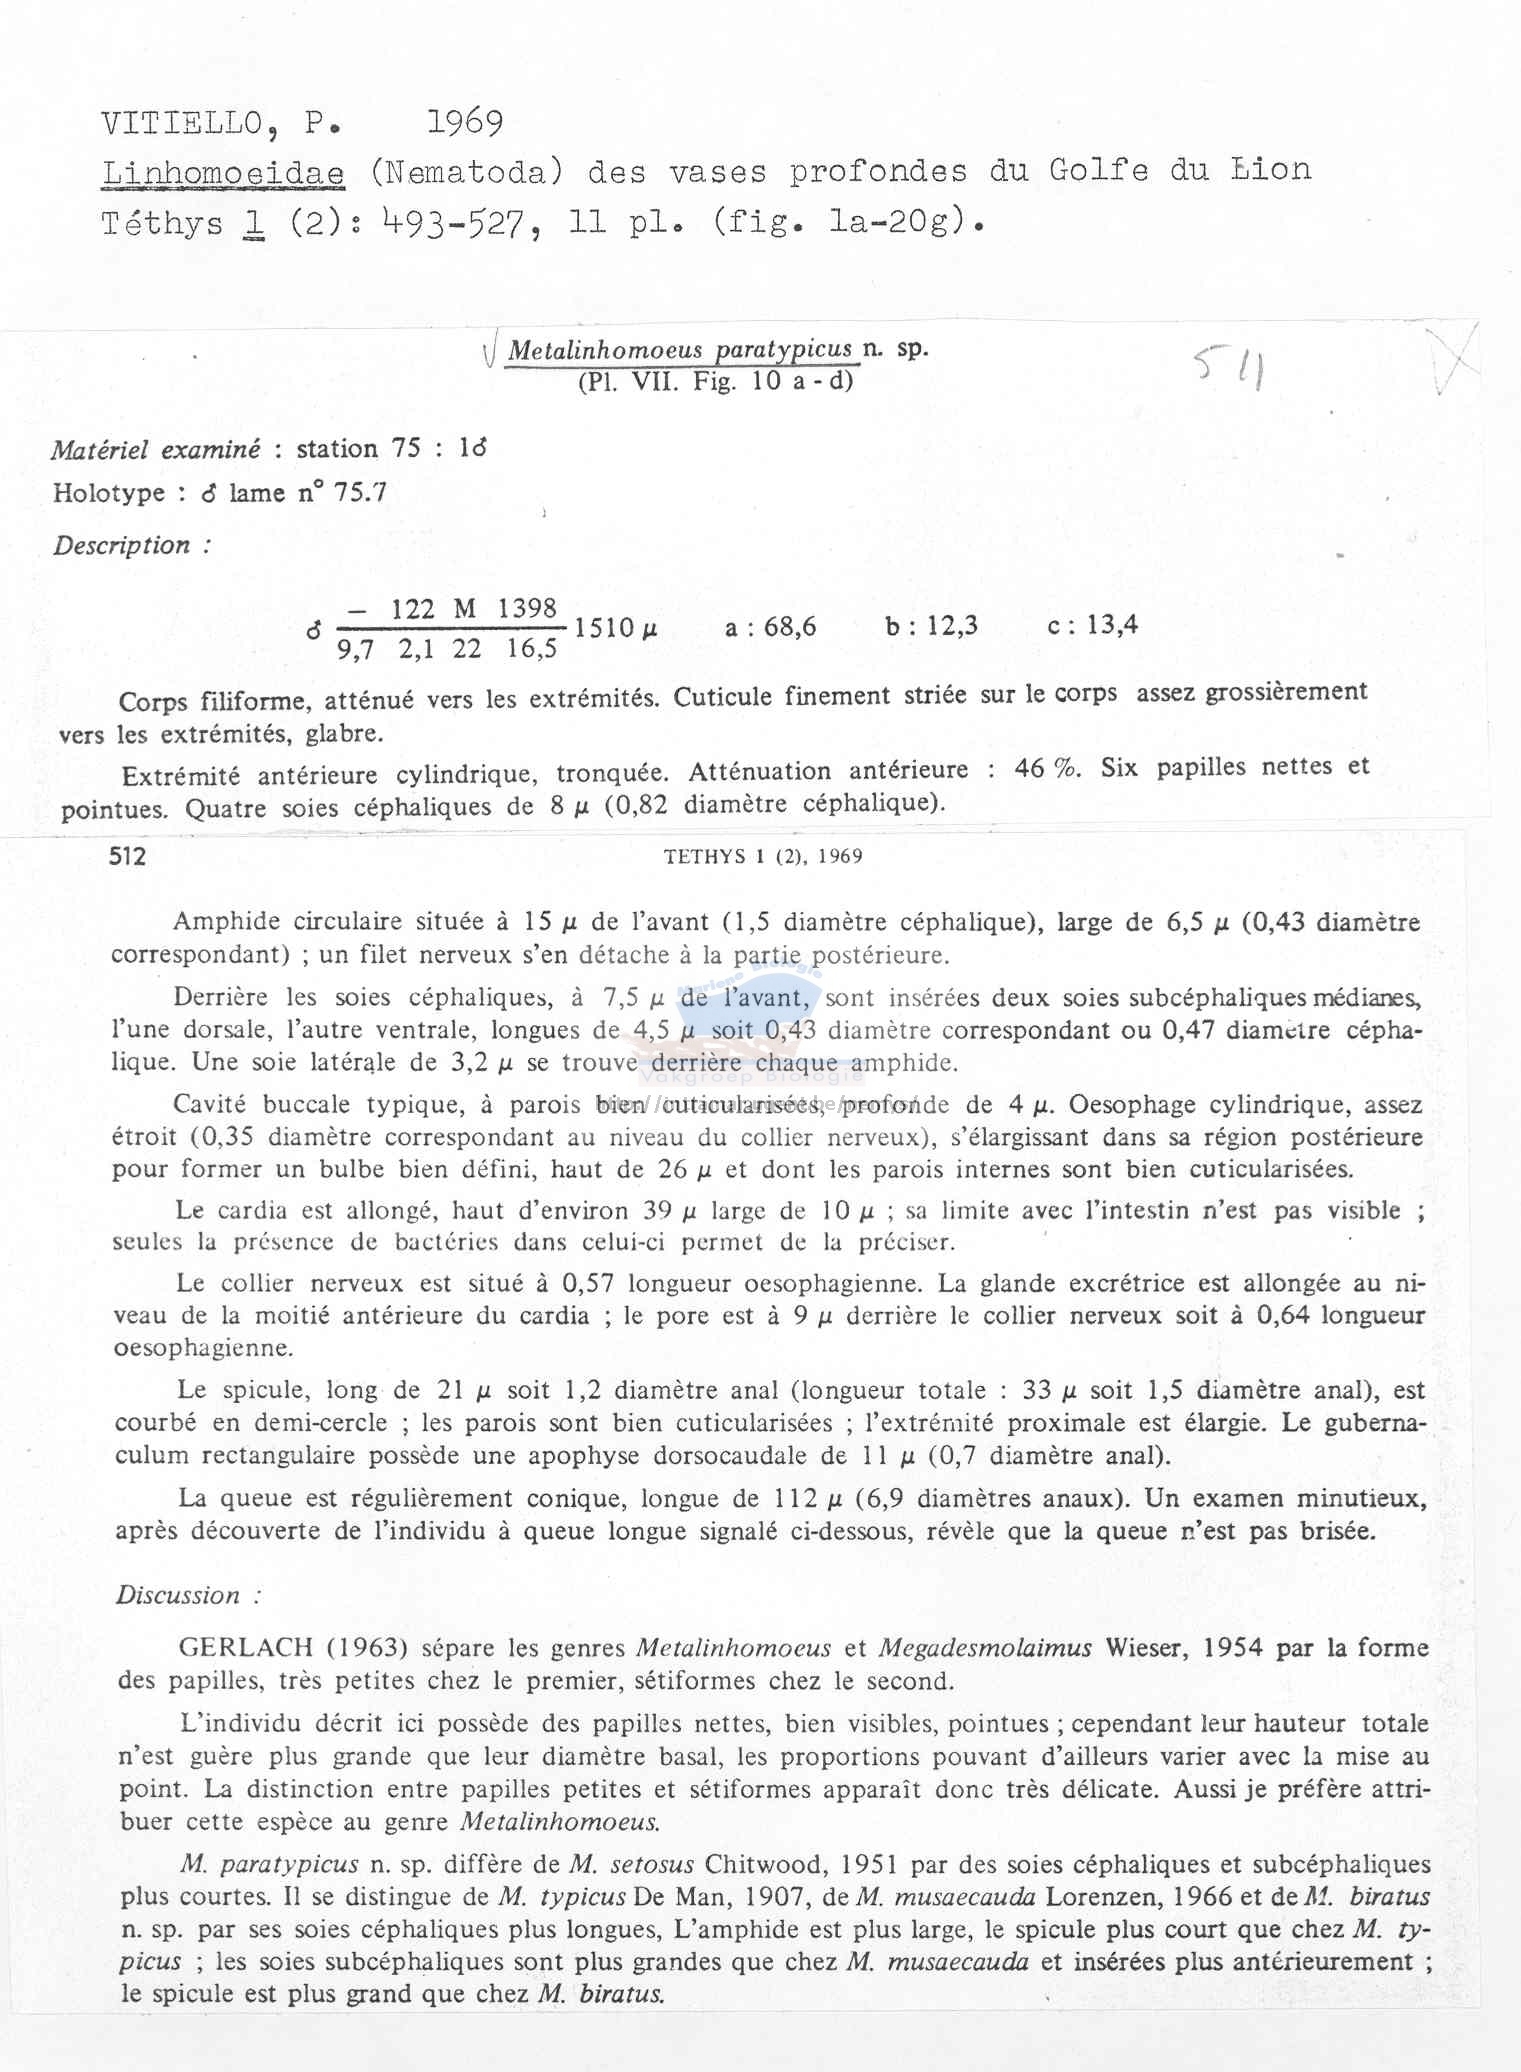 VITIELLO, P. 1969
Linhomoeidae (Nematoda) des vases profondes du Golfe du Lion
Téthys 1 (2): 493-527, 11 pl. (fig. 1a-20g).
Metalinhomoeus paratypicus n. sp.
(Pl. VII. Fig. 10 a - d)
511
Matériel examiné : station 75 : 1♂
Holotype : ♂ lame n° 75.7
Description :
— 122 M 1398
♂ 1510 µ a : 68,6 b : 12,3 c : 13,4
9,7 2,1 22 16,5
Corps filiforme, atténué vers les extrémités. Cuticule finement striée sur le corps assez grossièrement
vers les extrémités, glabre.
Extrémité antérieure cylindrique, tronquée. Atténuation antérieure : 46 %. Six papilles nettes et
pointues. Quatre soies céphaliques de 8 µ (0,82 diamètre céphalique).
512 TETHYS 1 (2), 1969
Amphide circulaire située à 15 µ de l'avant (1,5 diamètre céphalique), large de 6,5 µ (0,43 diamètre
correspondant) ; un filet nerveux s'en détache à la partie postérieure.
Marine Biologie
Derrière les soies céphaliques, à 7,5 µ de l'avant, sont insérées deux soies subcéphaliques médianes,
l'une dorsale, l'autre ventrale, longues de 4,5 µ soit 0,43 diamètre correspondant ou 0,47 diamètre cépha-
lique. Une soie latérale de 3,2 µ se trouve derrière chaque amphide.
Vakgroep Biologie
Cavité buccale typique, à parois bien cuticularisées, profonde de 4 µ. Oesophage cylindrique, assez
étroit (0,35 diamètre correspondant au niveau du collier nerveux), s'élargissant dans sa région postérieure
pour former un bulbe bien défini, haut de 26 µ et dont les parois internes sont bien cuticularisées.
Le cardia est allongé, haut d'environ 39 µ large de 10 µ ; sa limite avec l'intestin n'est pas visible ;
seules la présence de bactéries dans celui-ci permet de la préciser.
Le collier nerveux est situé à 0,57 longueur oesophagienne. La glande excrétrice est allongée au ni-
veau de la moitié antérieure du cardia ; le pore est à 9 µ derrière le collier nerveux soit à 0,64 longueur
oesophagienne.
Le spicule, long de 21 µ soit 1,2 diamètre anal (longueur totale : 33 µ soit 1,5 diamètre anal), est
courbé en demi-cercle ; les parois sont bien cuticularisées ; l'extrémité proximale est élargie. Le guberna-
culum rectangulaire possède une apophyse dorsocaudale de 11 µ (0,7 diamètre anal).
La queue est régulièrement conique, longue de 112 µ (6,9 diamètres anaux). Un examen minutieux,
après découverte de l'individu à queue longue signalé ci-dessous, révèle que la queue n'est pas brisée.
Discussion :
GERLACH (1963) sépare les genres Metalinhomoeus et Megadesmolaimus Wieser, 1954 par la forme
des papilles, très petites chez le premier, sétiformes chez le second.
L'individu décrit ici possède des papilles nettes, bien visibles, pointues ; cependant leur hauteur totale
n'est guère plus grande que leur diamètre basal, les proportions pouvant d'ailleurs varier avec la mise au
point. La distinction entre papilles petites et sétiformes apparaît donc très délicate. Aussi je préfère attri-
buer cette espèce au genre Metalinhomoeus.
M. paratypicus n. sp. diffère de M. setosus Chitwood, 1951 par des soies céphaliques et subcéphaliques
plus courtes. Il se distingue de M. typicus De Man, 1907, de M. musaecauda Lorenzen, 1966 et de M. biratus
n. sp. par ses soies céphaliques plus longues, L'amphide est plus large, le spicule plus court que chez M. ty-
picus ; les soies subcéphaliques sont plus grandes que chez M. musaecauda et insérées plus antérieurement ;
le spicule est plus grand que chez M. biratus.